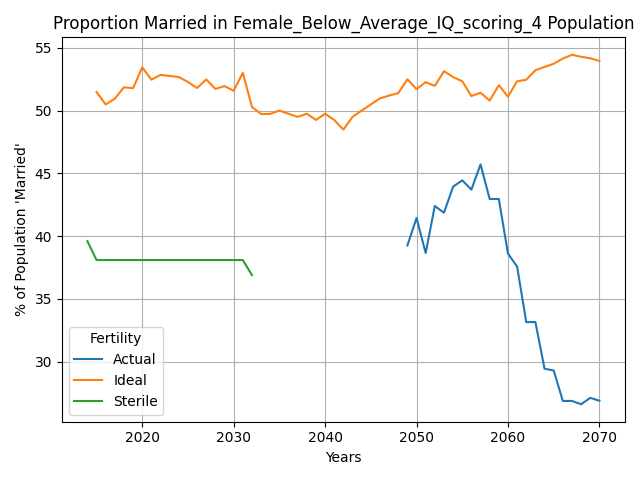 Proportion Married in Female_Below_Average_IQ_scoring_4 Population
% of Population 'Married'
55
50
45
40
35
30
Fertility
Actual
Ideal
Sterile
2020 2030 2040 2050 2060 2070
Years